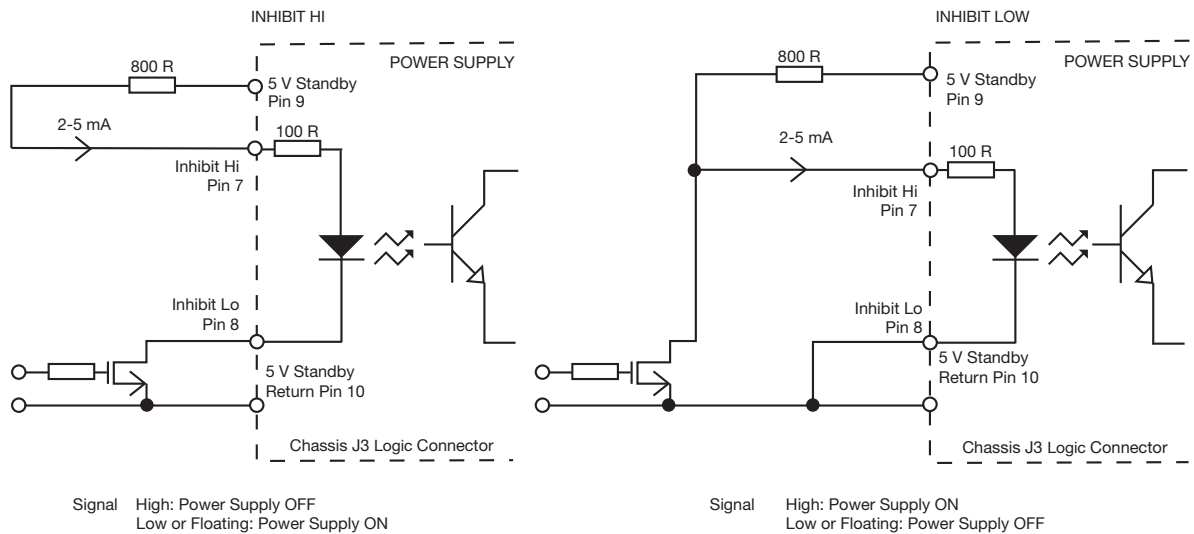 INHIBIT HI
POWER SUPPLY
800 R
5 V Standby
Pin 9
2-5 mA
100 R
Inhibit Hi
Pin 7
Inhibit Lo
Pin 8
5 V Standby
Return Pin 10
Chassis J3 Logic Connector
Signal High: Power Supply OFF
Low or Floating: Power Supply ON
INHIBIT LOW
POWER SUPPLY
800 R
5 V Standby
Pin 9
2-5 mA
100 R
Inhibit Hi
Pin 7
Inhibit Lo
Pin 8
5 V Standby
Return Pin 10
Chassis J3 Logic Connector
Signal High: Power Supply ON
Low or Floating: Power Supply OFF